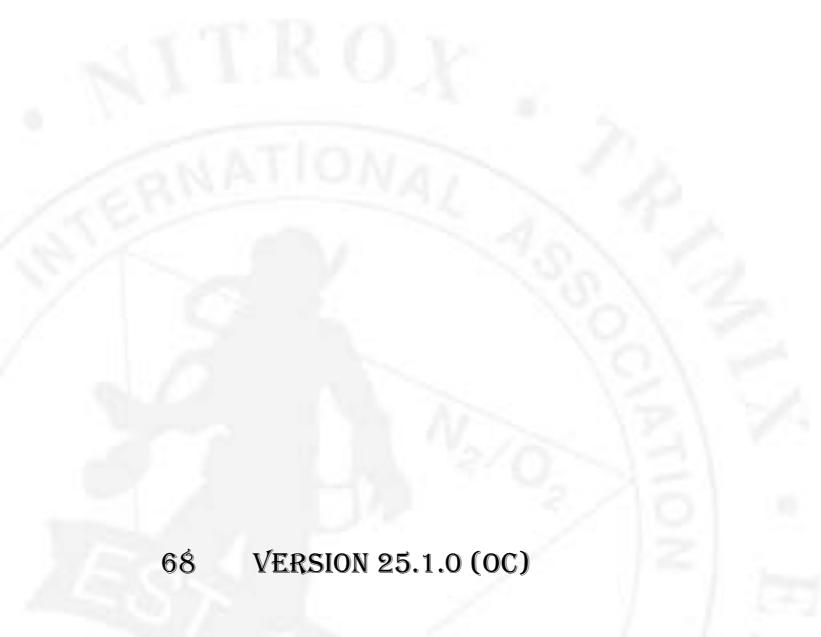 • NITROX • TRIMIX • E
INTERNATIONAL ASSOCIATION
N₂/O₂
EST
68 VERSION 25.1.0 (OC)